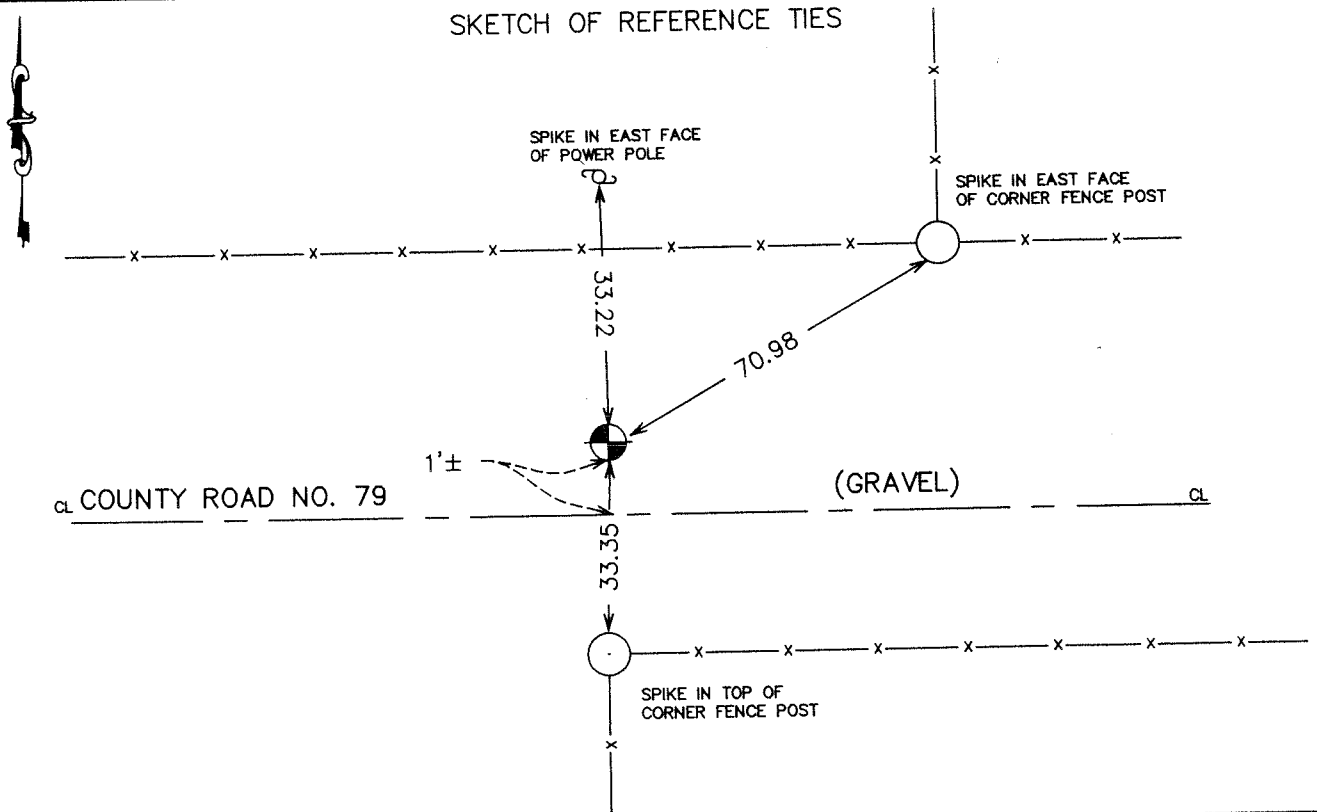 SKETCH OF REFERENCE TIES
SPIKE IN EAST FACE
OF POWER POLE
SPIKE IN EAST FACE
OF CORNER FENCE POST
33.22
70.98
1'±
CL COUNTY ROAD NO. 79
(GRAVEL)
CL
33.35
SPIKE IN TOP OF
CORNER FENCE POST